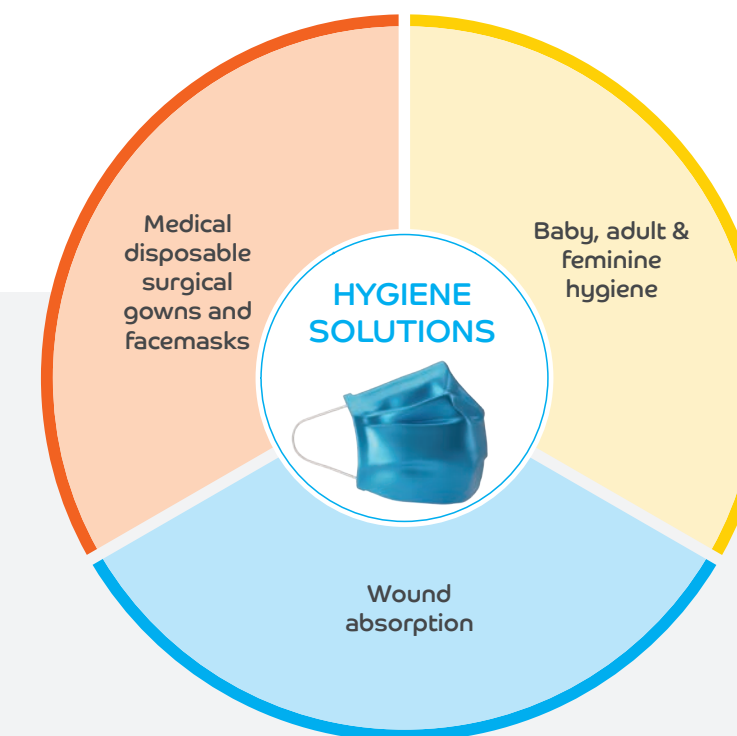 Medical
disposable
surgical
gowns and
facemasks
Baby, adult &
feminine
hygiene
HYGIENE
SOLUTIONS
Wound
absorption